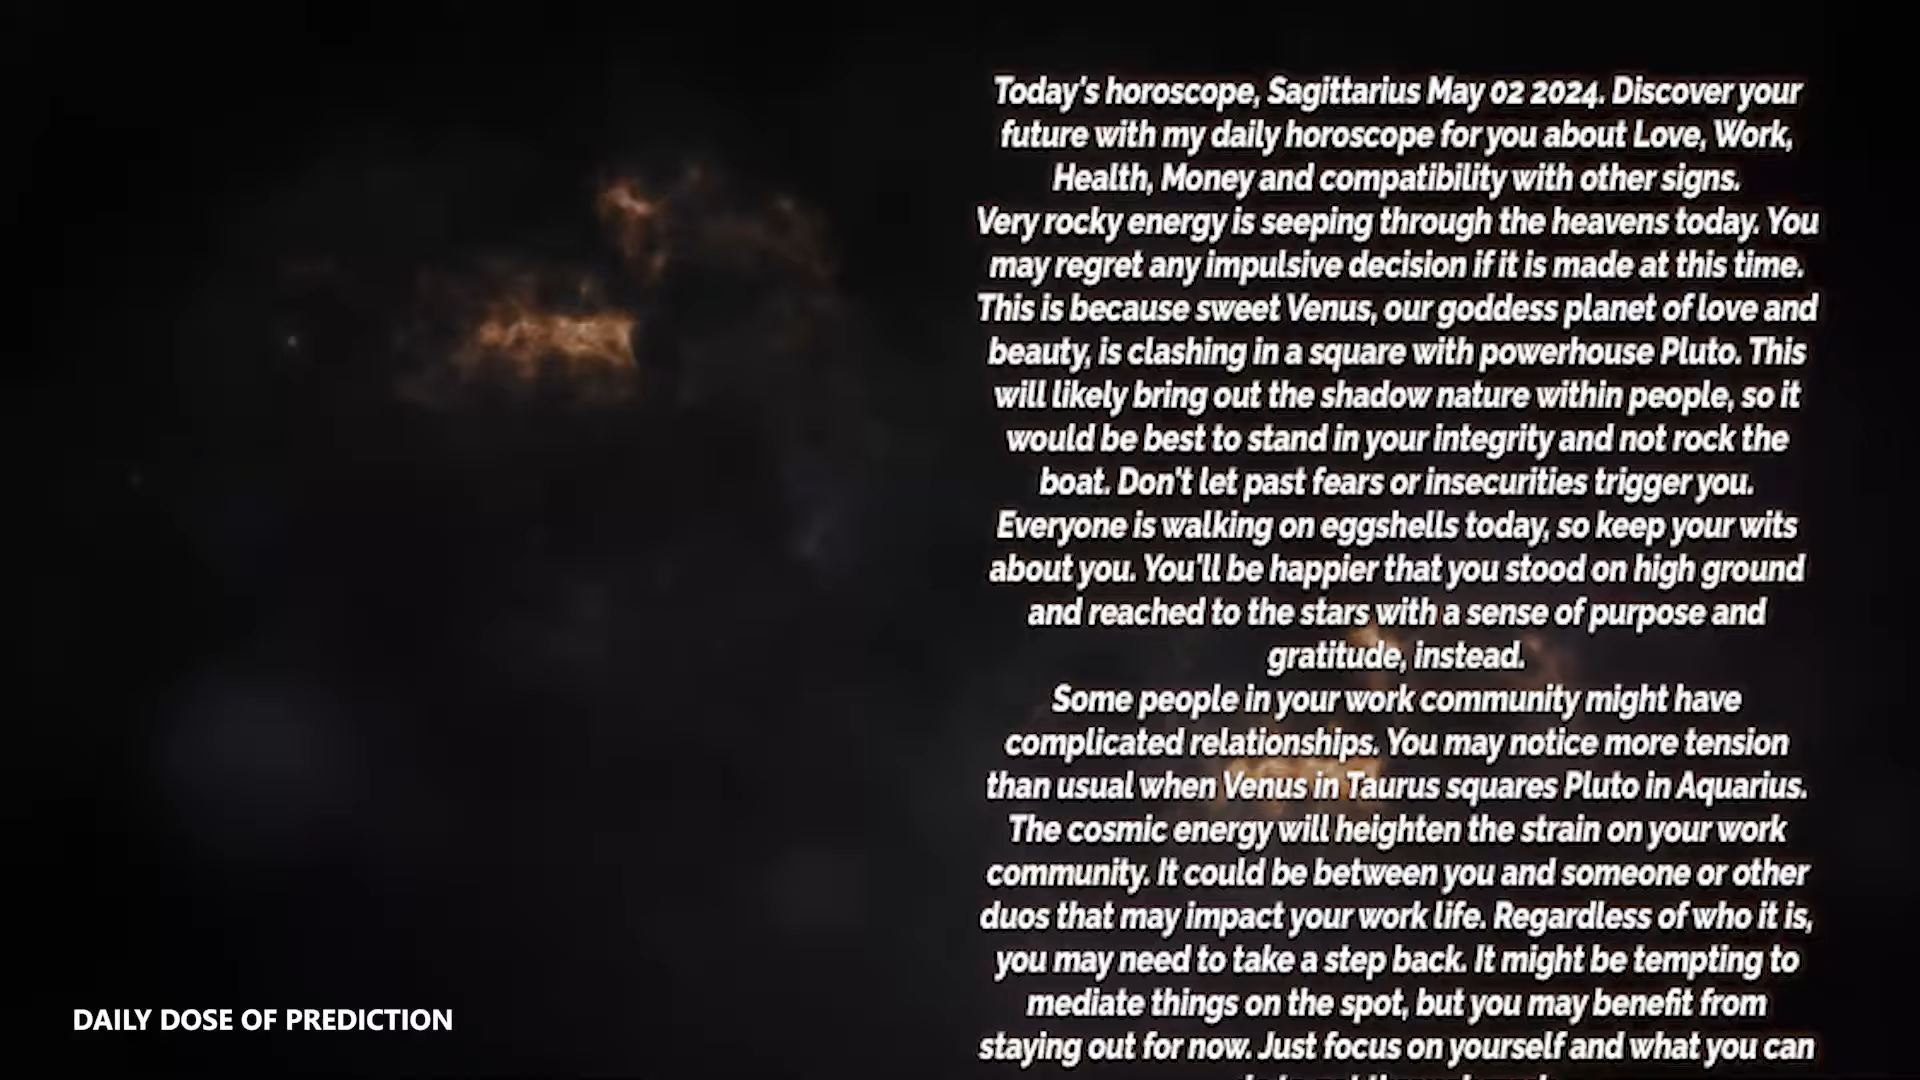 Today's horoscope, Sagittarius May 02 2024. Discover your
future with my daily horoscope for you about Love, Work,
Health, Money and compatibility with other signs.
Very rocky energy is seeping through the heavens today. You
may regret any impulsive decision if it is made at this time.
This is because sweet Venus, our goddess planet of love and
beauty, is clashing in a square with powerhouse Pluto. This
will likely bring out the shadow nature within people, so it
would be best to stand in your integrity and not rock the
boat. Don't let past fears or insecurities trigger you.
Everyone is walking on eggshells today, so keep your wits
about you. You'll be happier that you stood on high ground
and reached to the stars with a sense of purpose and
gratitude, instead.
Some people in your work community might have
complicated relationships. You may notice more tension
than usual when Venus in Taurus squares Pluto in Aquarius.
The cosmic energy will heighten the strain on your work
community. It could be between you and someone or other
duos that may impact your work life. Regardless of who it is,
you may need to take a step back. It might be tempting to
mediate things on the spot, but you may benefit from
staying out for now. Just focus on yourself and what you can
DAILY DOSE OF PREDICTION